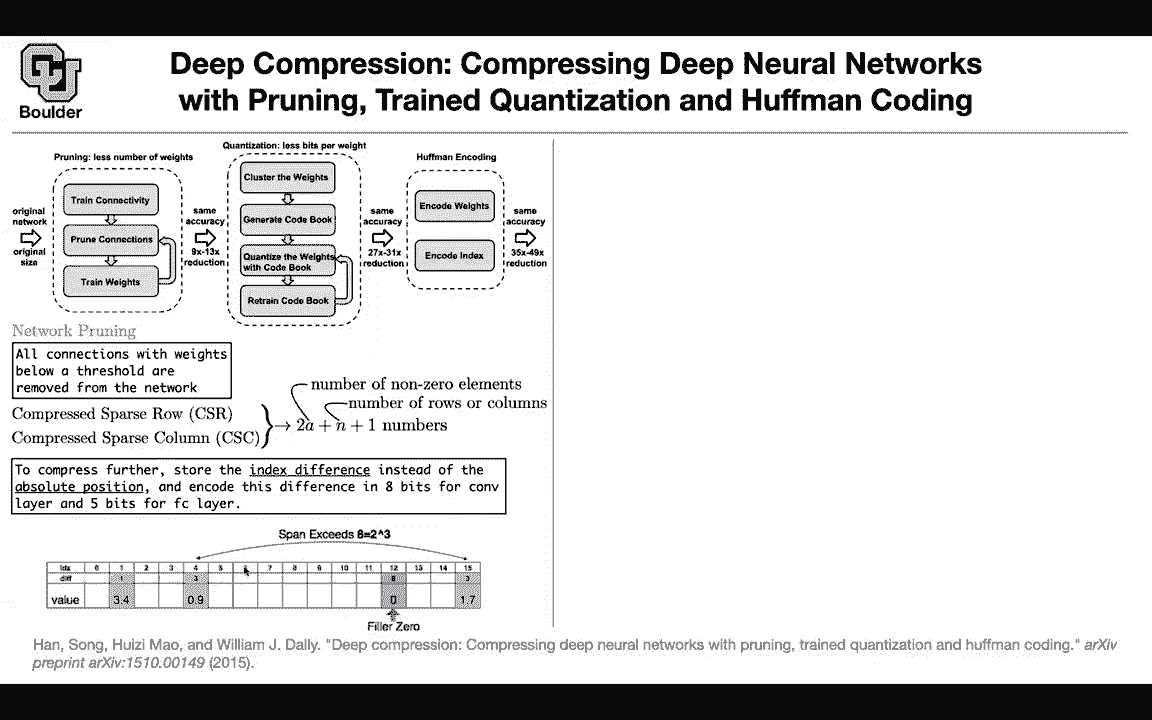 Boulder
Deep Compression: Compressing Deep Neural Networks
with Pruning, Trained Quantization and Huffman Coding
Pruning: less number of weights
Quantization: less bits per weight
Huffman Encoding
original
network
original
size
Train Connectivity
Prune Connections
Train Weights
same
accuracy
9x-13x
reduction
Cluster the Weights
Generate Code Book
Quantize the Weights
with Code Book
Retrain Code Book
same
accuracy
27x-31x
reduction
Encode Weights
Encode Index
same
accuracy
35x-49x
reduction
Network Pruning
All connections with weights
below a threshold are
removed from the network
number of non-zero elements
number of rows or columns
Compressed Sparse Row (CSR)
Compressed Sparse Column (CSC)
→ 2a + n + 1 numbers
To compress further, store the index difference instead of the
absolute position, and encode this difference in 8 bits for conv
layer and 5 bits for fc layer.
Span Exceeds 8=2^3
idx 0 1 2 3 4 5 7 8 9 10 11 12 13 14 15
diff 1 3 8 3
value 3.4 0.9 0 1.7
Filler Zero
Han, Song, Huizi Mao, and William J. Dally. "Deep compression: Compressing deep neural networks with pruning, trained quantization and huffman coding." arXiv
preprint arXiv:1510.00149 (2015).